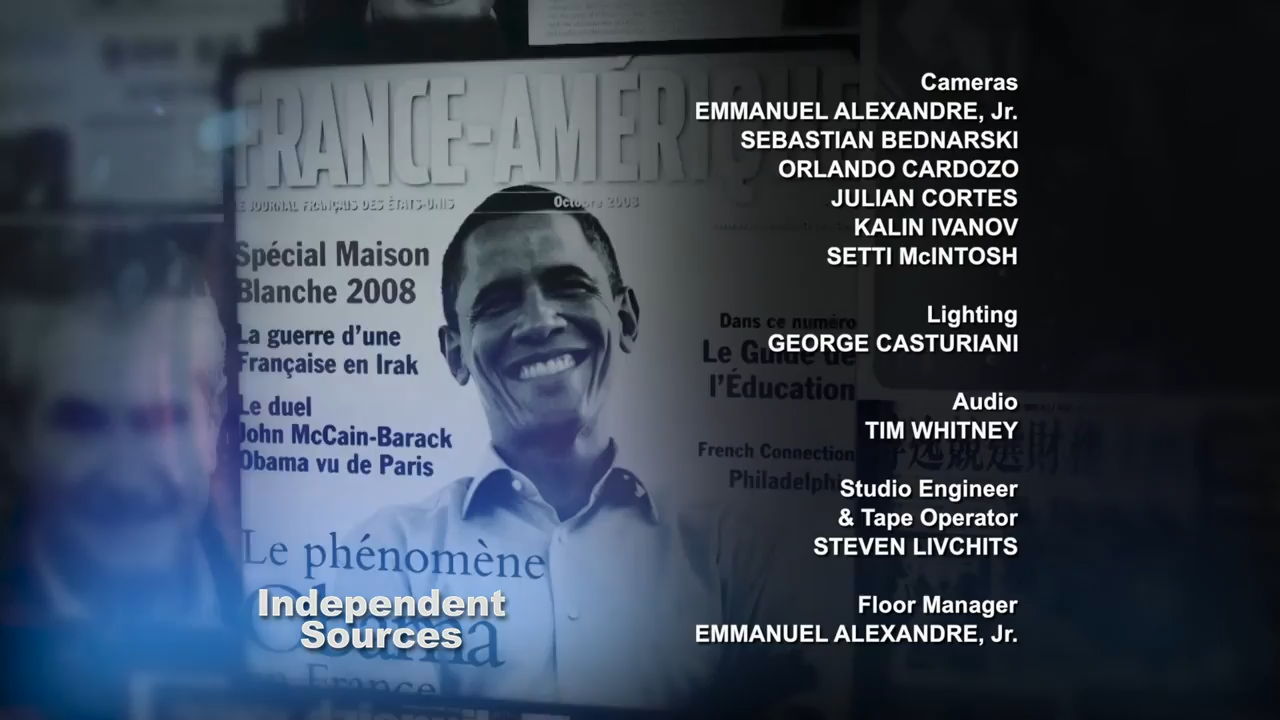 FRANCE-AMÉRIQUE
LE JOURNAL FRANÇAIS DES ÉTATS-UNIS
Octobre 2008
Spécial Maison
Blanche 2008
La guerre d'une
Française en Irak
Le duel
John McCain-Barack
Obama vu de Paris
Le phénomène
Obama
en France
Dans ce numéro
Le Guide de
l'Éducation
French Connection
Philadelphi
Independent
Sources
Cameras
EMMANUEL ALEXANDRE, Jr.
SEBASTIAN BEDNARSKI
ORLANDO CARDOZO
JULIAN CORTES
KALIN IVANOV
SETTI McINTOSH
Lighting
GEORGE CASTURIANI
Audio
TIM WHITNEY
Studio Engineer
& Tape Operator
STEVEN LIVCHITS
Floor Manager
EMMANUEL ALEXANDRE, Jr.